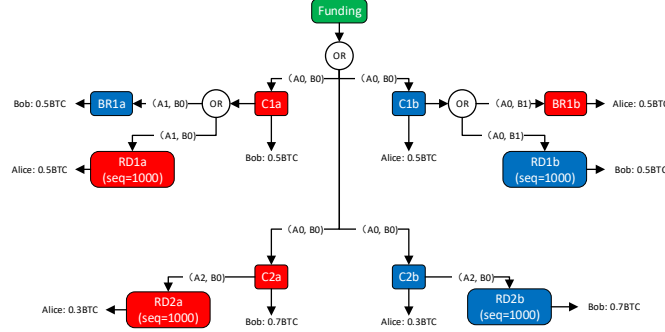 Funding
OR
(A0, B0)
(A0, B0)
Bob: 0.5BTC
BR1a
(A1, B0)
OR
C1a
C1b
OR
(A0, B1)
BR1b
Alice: 0.5BTC
(A1, B0)
(A0, B1)
Alice: 0.5BTC
RD1a
(seq=1000)
Bob: 0.5BTC
Alice: 0.5BTC
RD1b
(seq=1000)
Bob: 0.5BTC
(A0, B0)
(A0, B0)
(A2, B0)
C2a
C2b
(A2, B0)
Alice: 0.3BTC
RD2a
(seq=1000)
Bob: 0.7BTC
Alice: 0.3BTC
RD2b
(seq=1000)
Bob: 0.7BTC